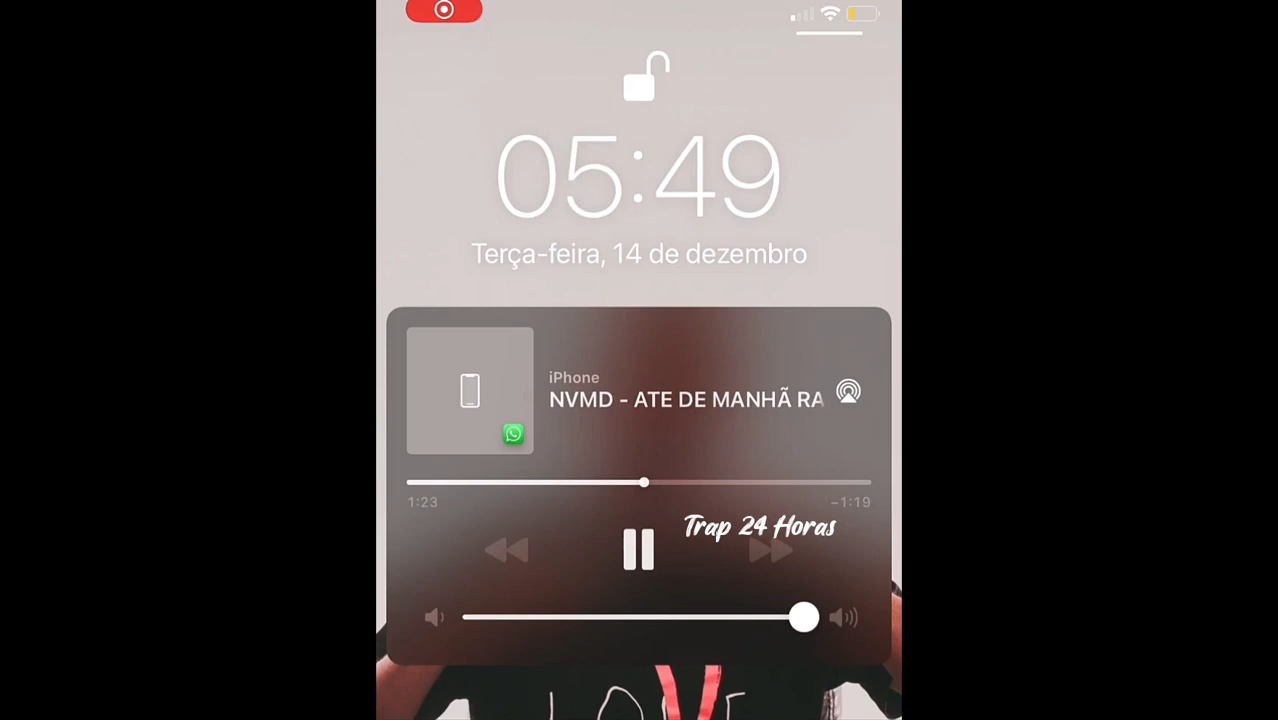 05:49
Terça-feira, 14 de dezembro
iPhone
NVMD - ATE DE MANHÃ RA
1:23
-1:19
Trap 24 Horas
LOVE